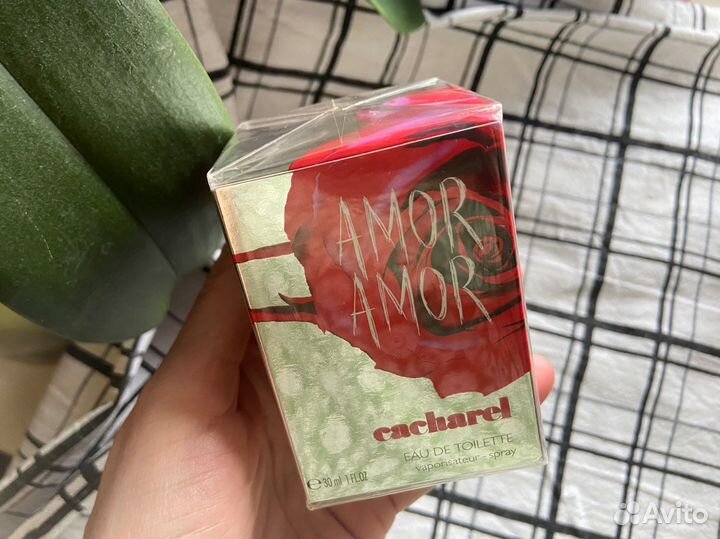 AMOR
AMOR
cacharel
EAU DE TOILETTE
vaporisateur - spray
℮ 30 ml 1 FL.OZ
Avito